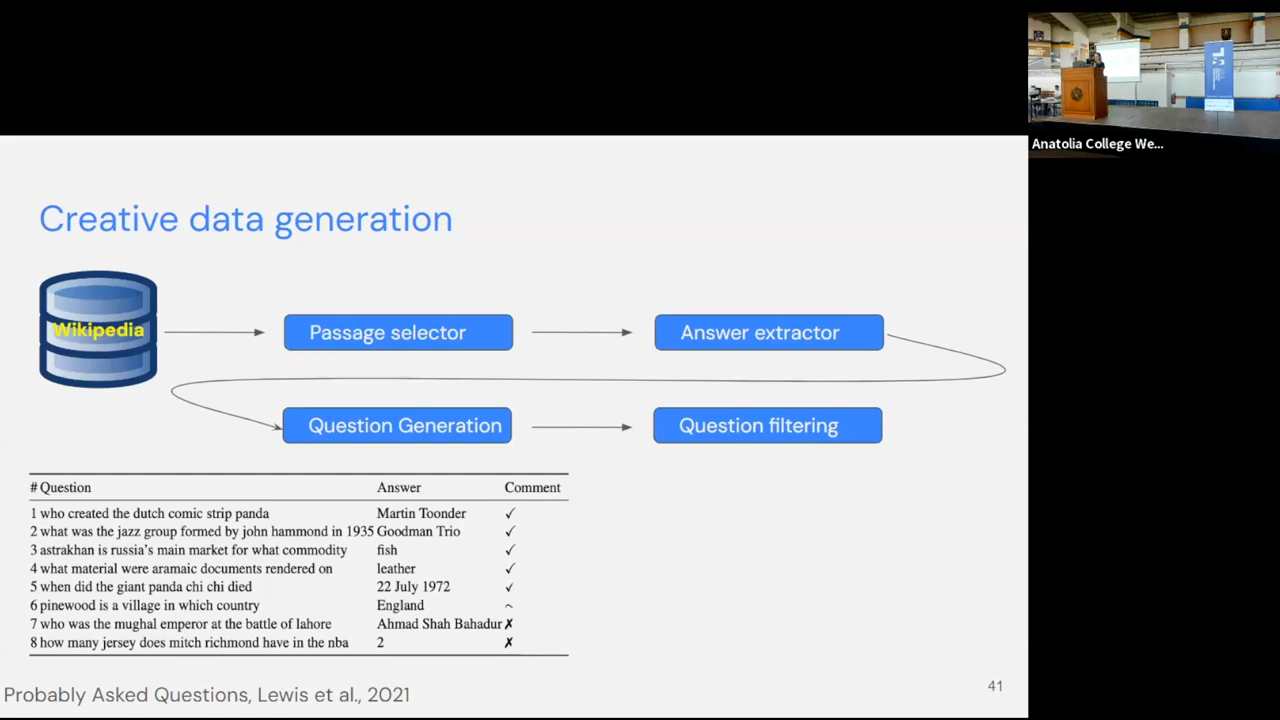 Anatolia College We...
Creative data generation
Wikipedia
Passage selector
Answer extractor
Question Generation
Question filtering
# Question Answer Comment
1 who created the dutch comic strip panda Martin Toonder ✓
2 what was the jazz group formed by john hammond in 1935 Goodman Trio ✓
3 astrakhan is russia's main market for what commodity fish ✓
4 what material were aramaic documents rendered on leather ✓
5 when did the giant panda chi chi died 22 July 1972 ✓
6 pinewood is a village in which country England ~
7 who was the mughal emperor at the battle of lahore Ahmad Shah Bahadur ✗
8 how many jersey does mitch richmond have in the nba 2 ✗
Probably Asked Questions, Lewis et al., 2021
41